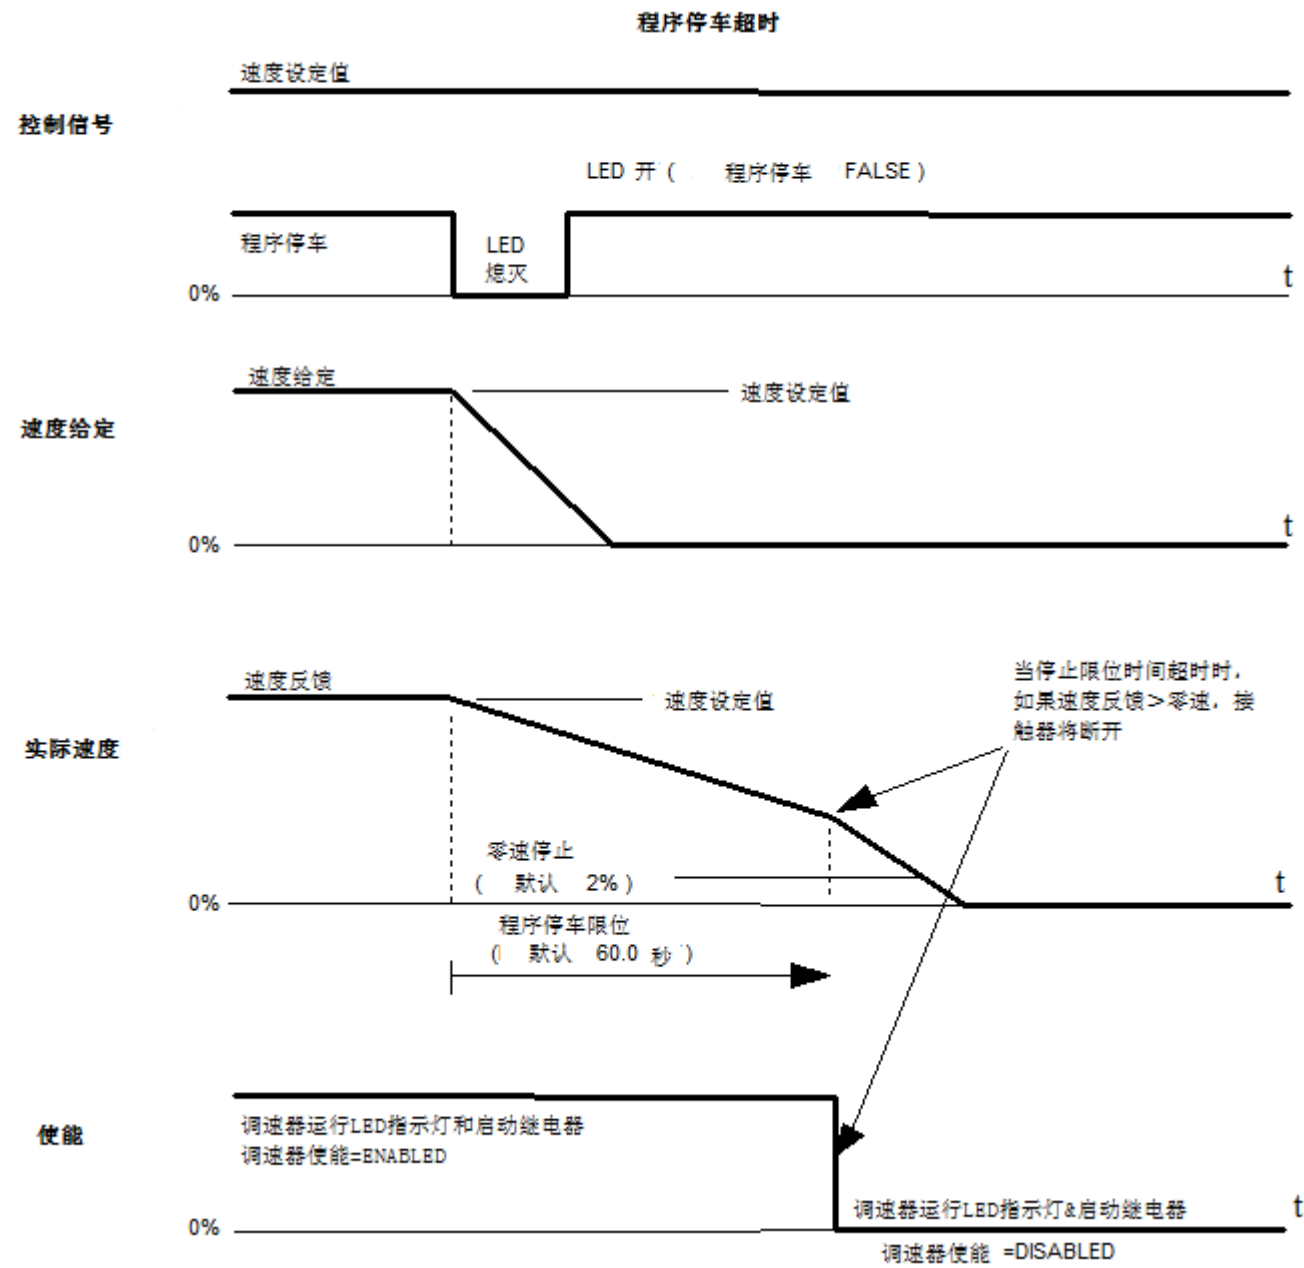 程序停车超时
速度设定值
控制信号
LED 开 ( 程序停车 FALSE )
程序停车
LED
熄灭
0%
t
速度给定
速度设定值
速度给定
0%
t
速度反馈
速度设定值
当停止限位时间超时时，
如果速度反馈＞零速，接
触器将断开
实际速度
零速停止
( 默认 2% )
t
0%
程序停车限位
( 默认 60.0 秒 )
使能
调速器运行LED指示灯和启动继电器
调速器使能=ENABLED
0%
调速器运行LED指示灯&启动继电器
t
调速器使能 =DISABLED